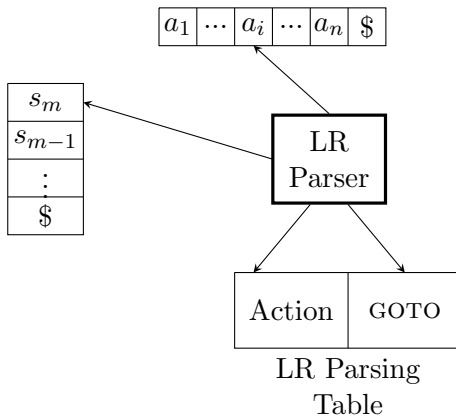 a₁ ... aᵢ ... aₙ $
sₘ
sₘ₋₁
⋮
$
LR
Parser
Action GOTO
LR Parsing
Table